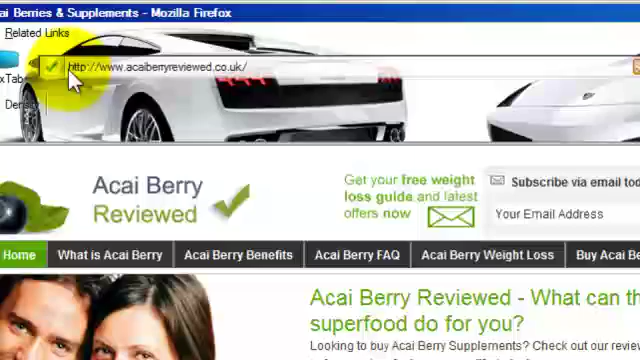 ai Berries & Supplements - Mozilla Firefox
Related Links
http://www.acaiberryreviewed.co.uk/
xTab
Density
Acai Berry
Reviewed
Get your free weight
loss guide and latest
offers now
Subscribe via email tod
Your Email Address
Home
What is Acai Berry
Acai Berry Benefits
Acai Berry FAQ
Acai Berry Weight Loss
Buy Acai Be
Acai Berry Reviewed - What can th
superfood do for you?
Looking to buy Acai Berry Supplements? Check out our review